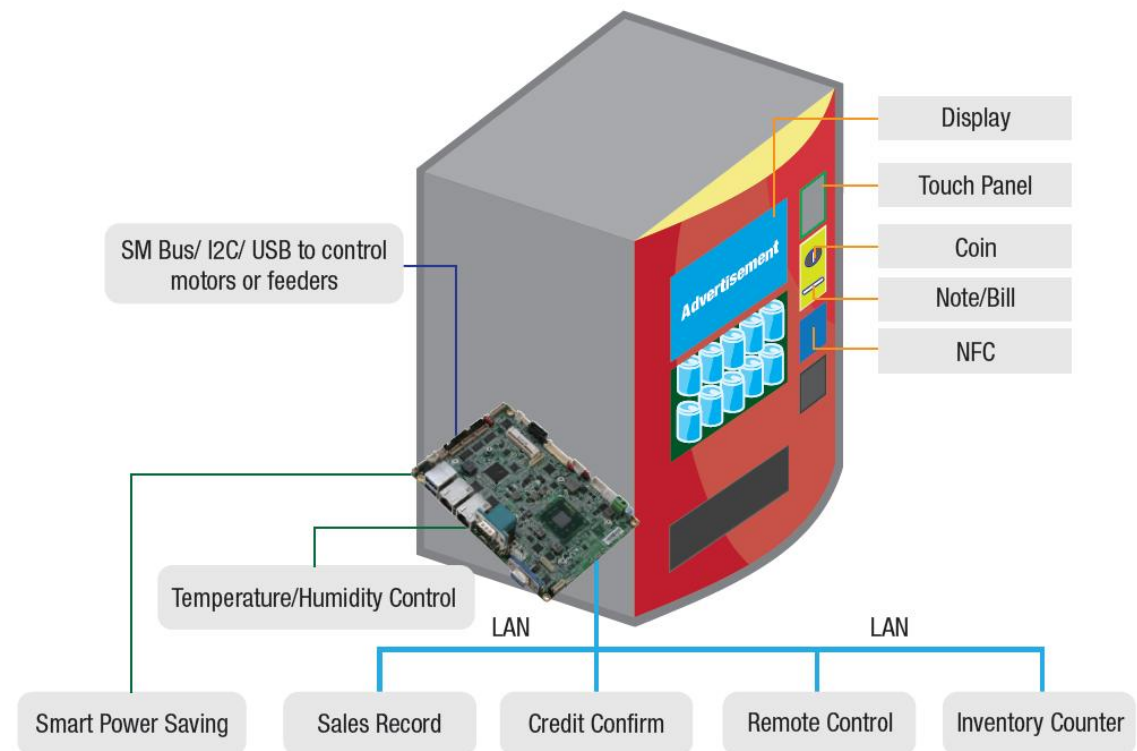 Display
Touch Panel
Coin
Note/Bill
NFC
SM Bus/ I2C/ USB to control
motors or feeders
Advertisement
Temperature/Humidity Control
LAN
LAN
Smart Power Saving
Sales Record
Credit Confirm
Remote Control
Inventory Counter